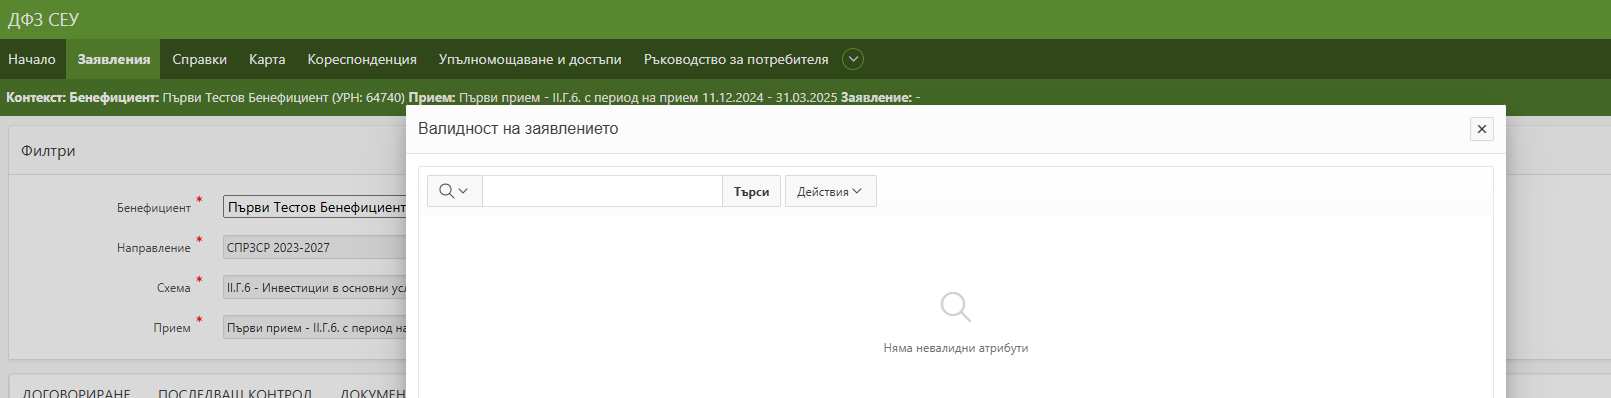 ДФЗ СЕУ
Начало Заявления Справки Карта Кореспонденция Упълномощаване и достъпи Ръководство за потребителя
Контекст: Бенефициент: Първи Тестов Бенефициент (УРН: 64740) Прием: Първи прием - II.Г.6. с период на прием 11.12.2024 - 31.03.2025 Заявление: -
Валидност на заявлението
Филтри
Търси Действия
Бенефициент * Първи Тестов Бенефициент
Направление * СПРЗСР 2023-2027
Схема * II.Г.6 - Инвестиции в основни усл
Прием * Първи прием - II.Г.6. с период на
Няма невалидни атрибути
ДОГОВОРИРАНЕ ПОСЛЕДВАЩ КОНТРОЛ ДОКУМЕН